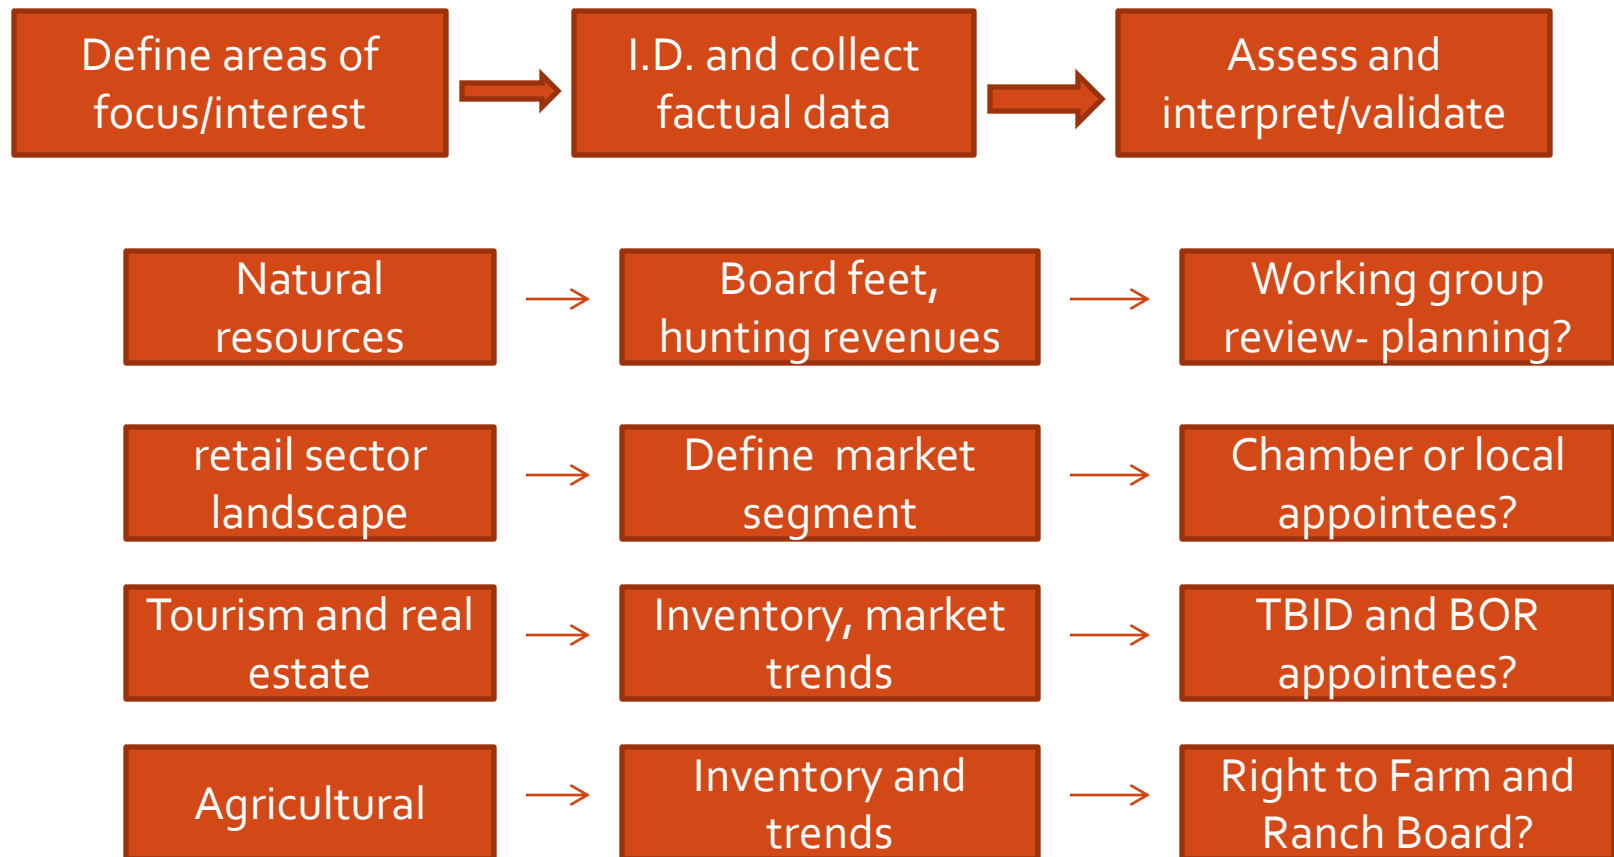 Define areas of
focus/interest
I.D. and collect
factual data
Assess and
interpret/validate
Natural
resources
Board feet,
hunting revenues
Working group
review- planning?
retail sector
landscape
Define  market
segment
Chamber or local
appointees?
Tourism and real
estate
Inventory, market
trends
TBID and BOR
appointees?
Agricultural
Inventory and
trends
Right to Farm and
Ranch Board?